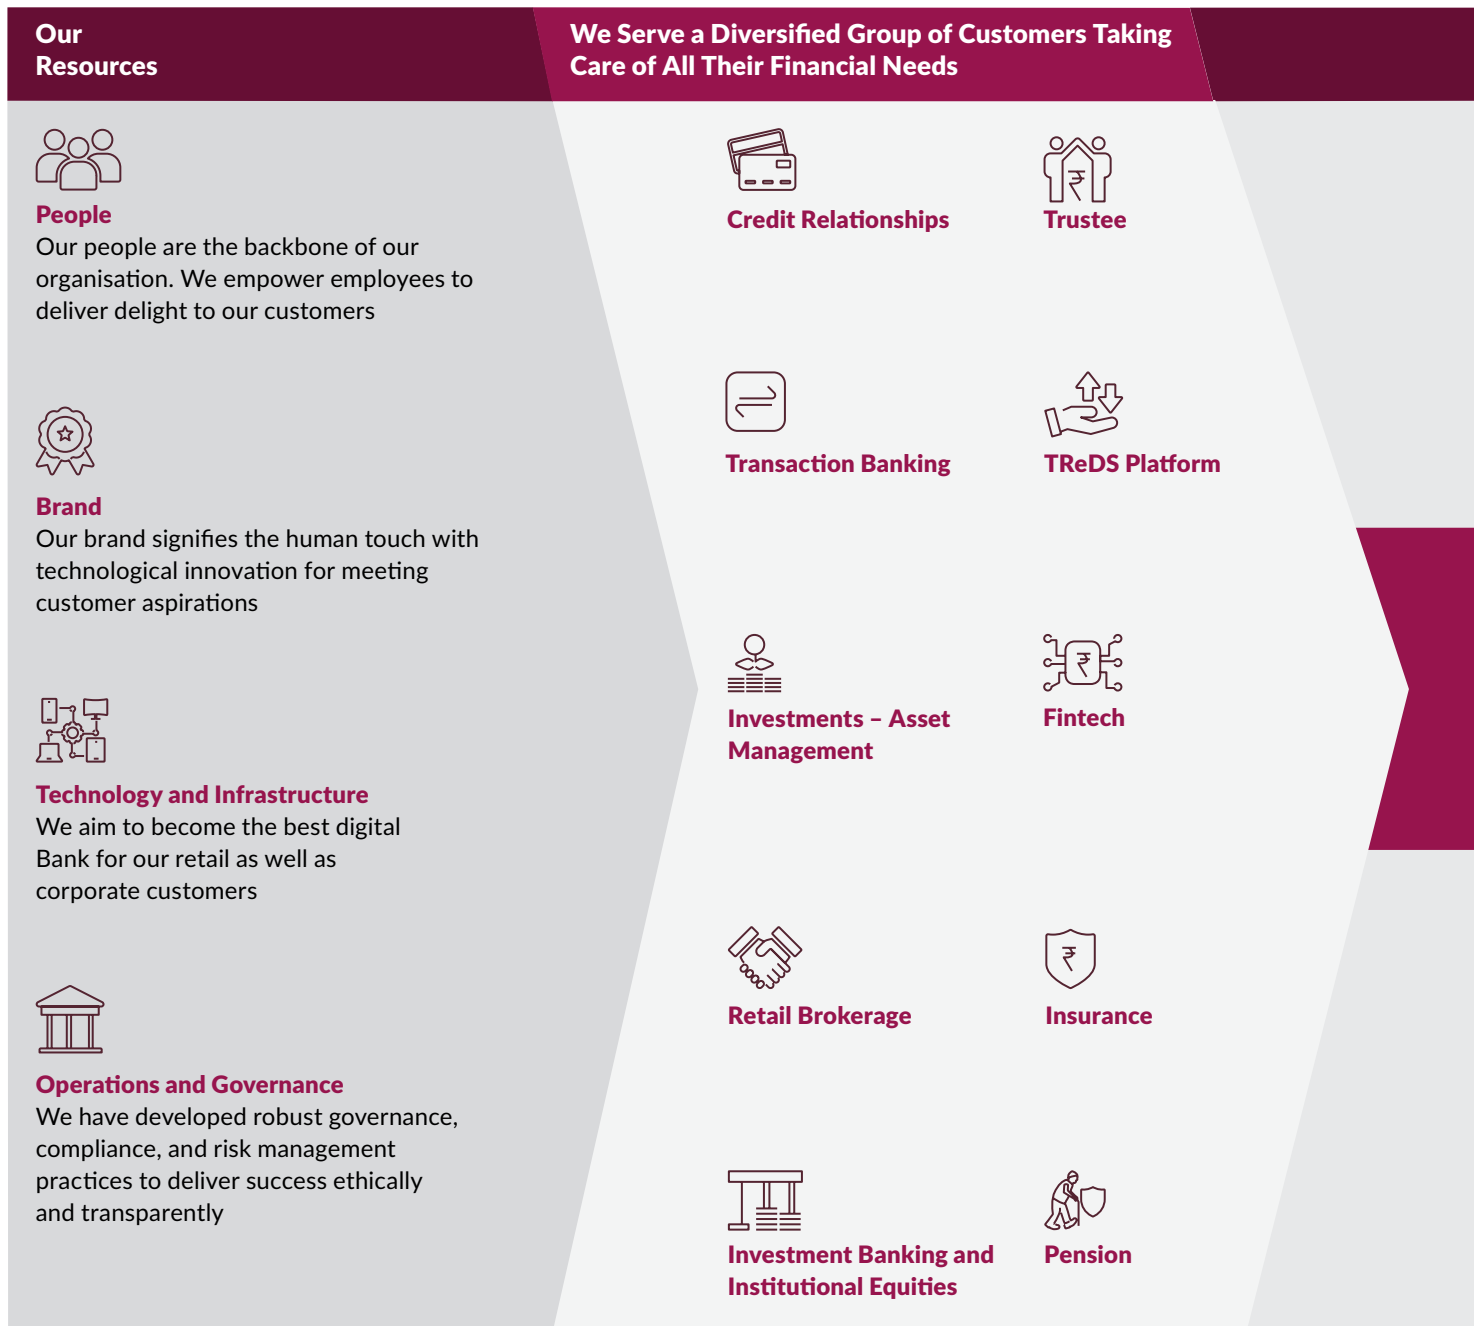 Our
Resources
We Serve a Diversified Group of Customers Taking
Care of All Their Financial Needs
People
Our people are the backbone of our
organisation. We empower employees to
deliver delight to our customers
Brand
Our brand signifies the human touch with
technological innovation for meeting
customer aspirations
Technology and Infrastructure
We aim to become the best digital
Bank for our retail as well as
corporate customers
Operations and Governance
We have developed robust governance,
compliance, and risk management
practices to deliver success ethically
and transparently
Credit Relationships
₹
Trustee
Transaction Banking
TReDS Platform
Investments – Asset
Management
₹
Fintech
Retail Brokerage
₹
Insurance
Investment Banking and
Institutional Equities
Pension